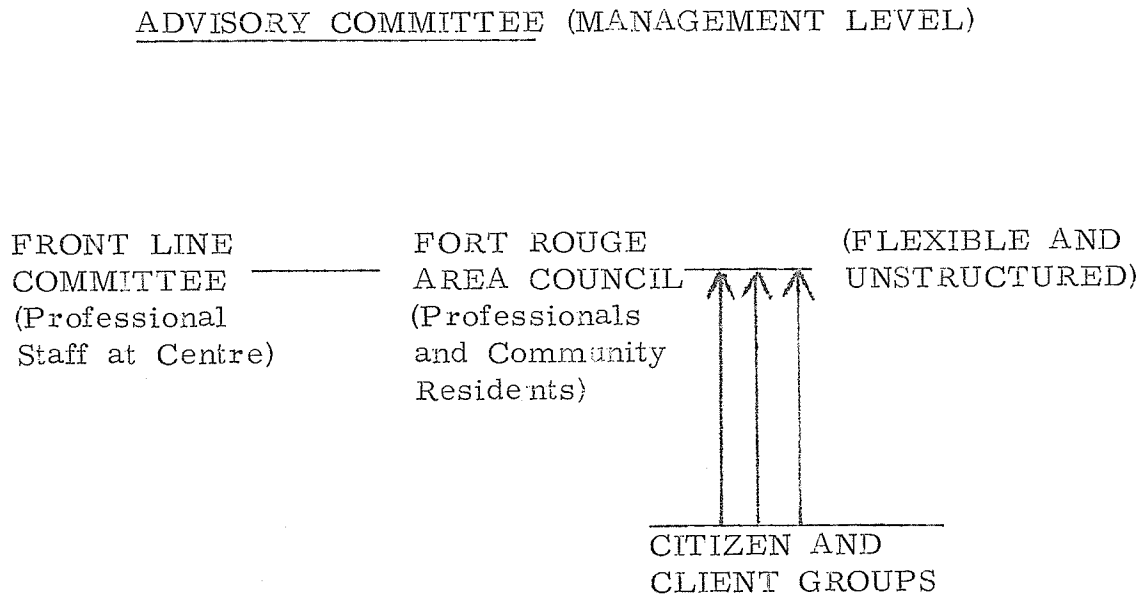 ADVISORY COMMITTEE (MANAGEMENT LEVEL)
FRONT LINE
COMMITTEE
(Professional
Staff at Centre)
FORT ROUGE
AREA COUNCIL
(Professionals
and Community
Residents)
(FLEXIBLE AND
UNSTRUCTURED)
CITIZEN AND
CLIENT GROUPS